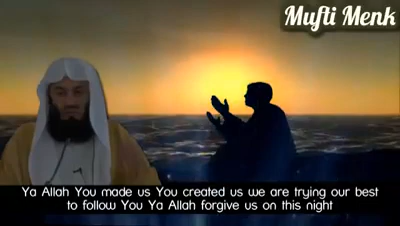 Mufti Menk
Ya Allah You made us You created us we are trying our best
to follow You Ya Allah forgive us on this night